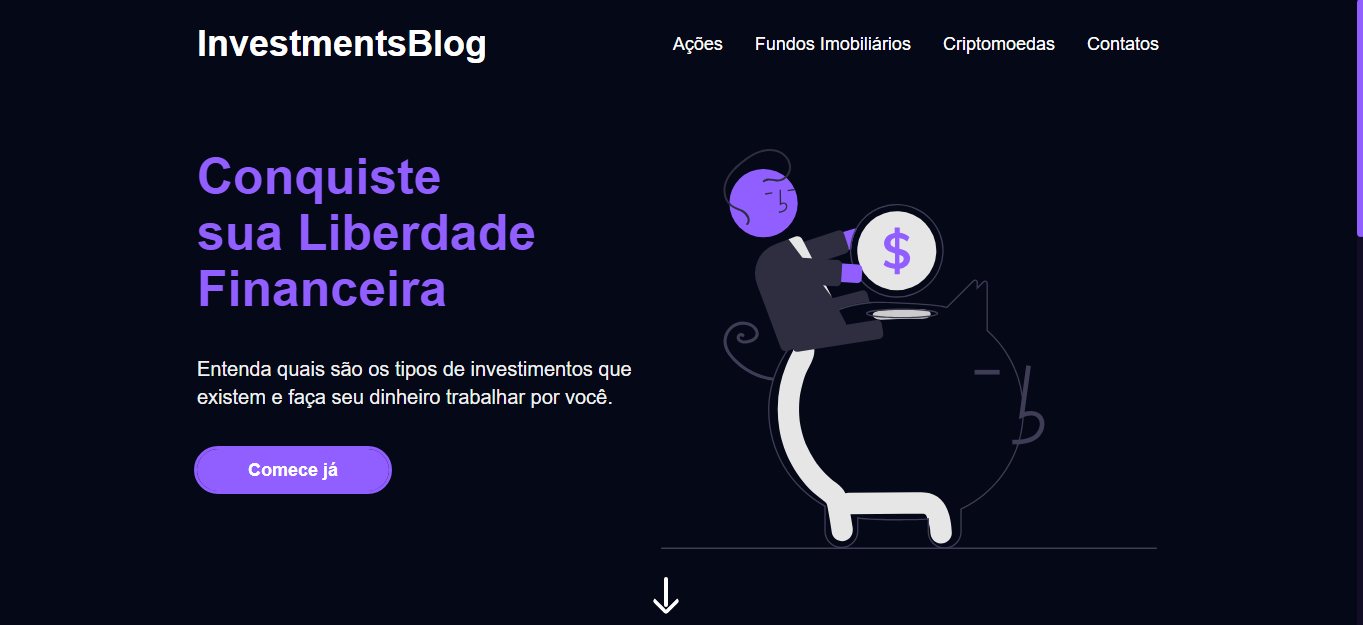 InvestmentsBlog
Ações Fundos Imobiliários Criptomoedas Contatos
Conquiste
sua Liberdade
Financeira
$
Entenda quais são os tipos de investimentos que
existem e faça seu dinheiro trabalhar por você.
Comece já